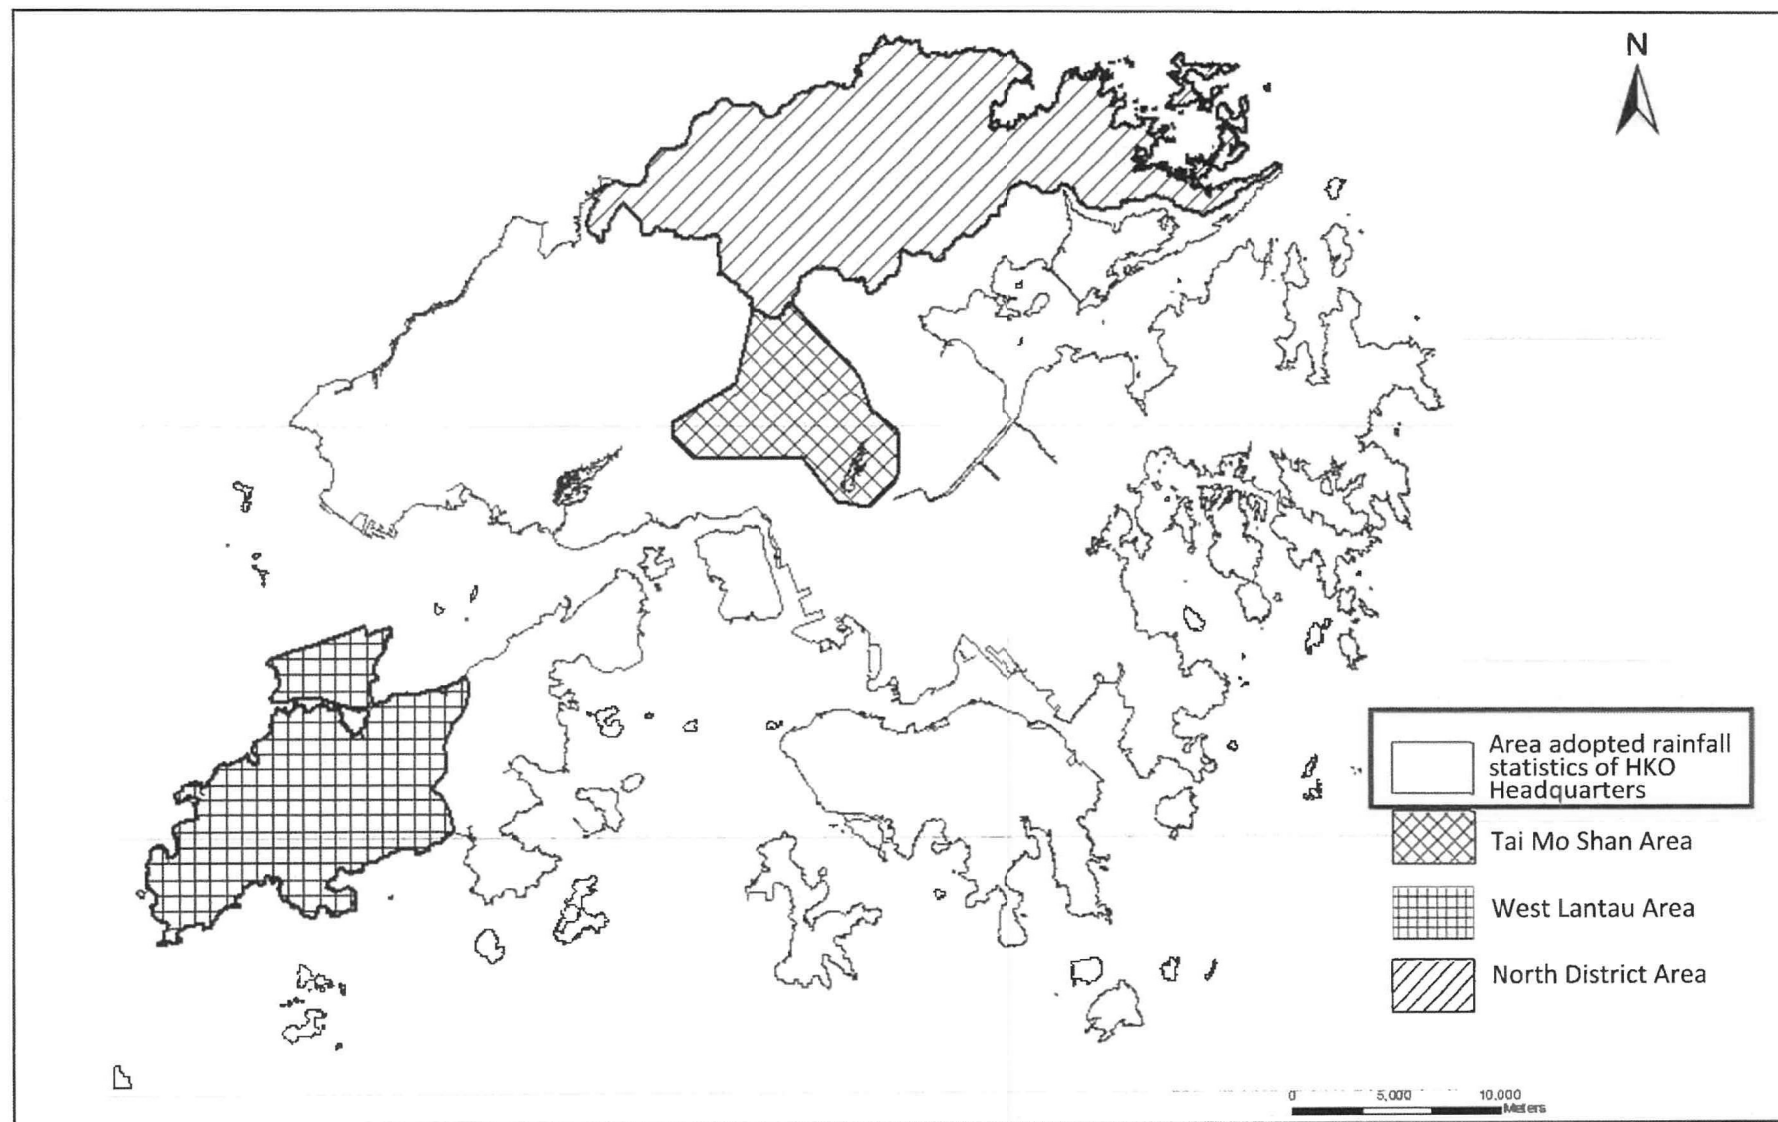 N
Area adopted rainfall
statistics of HKO
Headquarters
Tai Mo Shan Area
West Lantau Area
North District Area
0 5,000 10,000
Meters